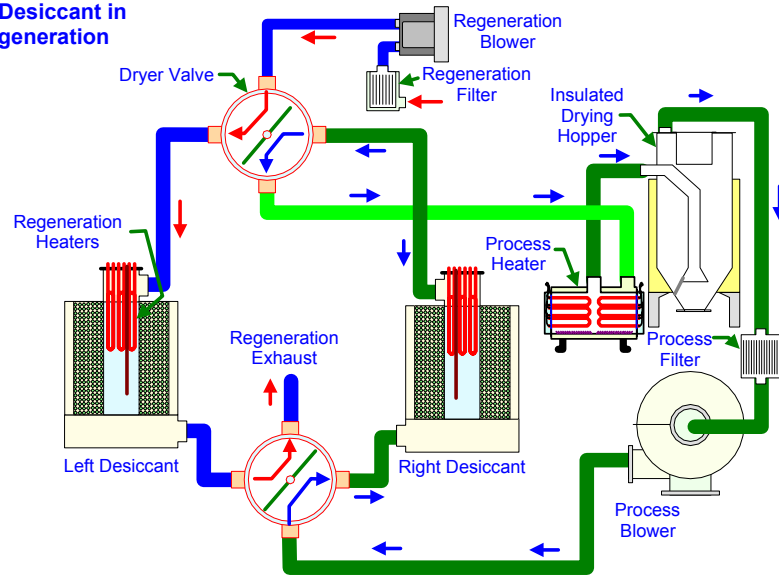 Desiccant in
generation
Regeneration
Blower
Dryer Valve
Regeneration
Filter
Insulated
Drying
Hopper
Regeneration
Heaters
Process
Heater
Regeneration
Exhaust
Process
Filter
Left Desiccant
Right Desiccant
Process
Blower